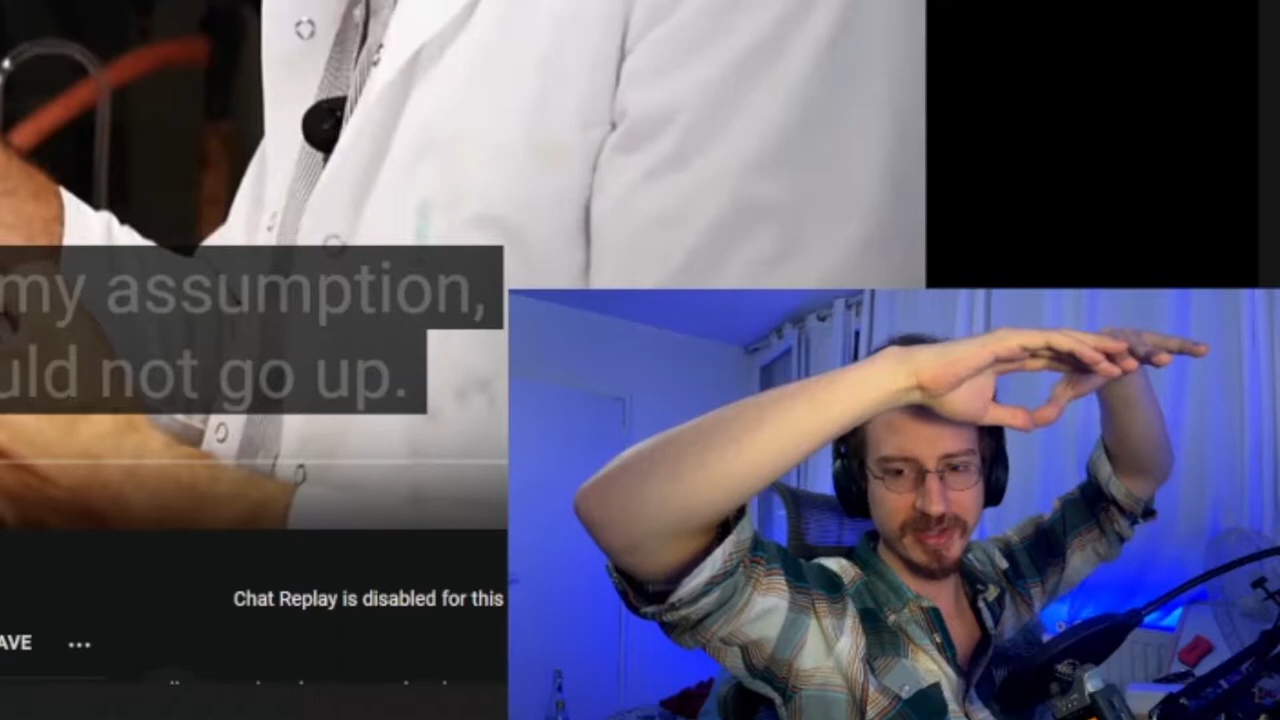 my assumption,
uld not go up.
Chat Replay is disabled for this
AVE